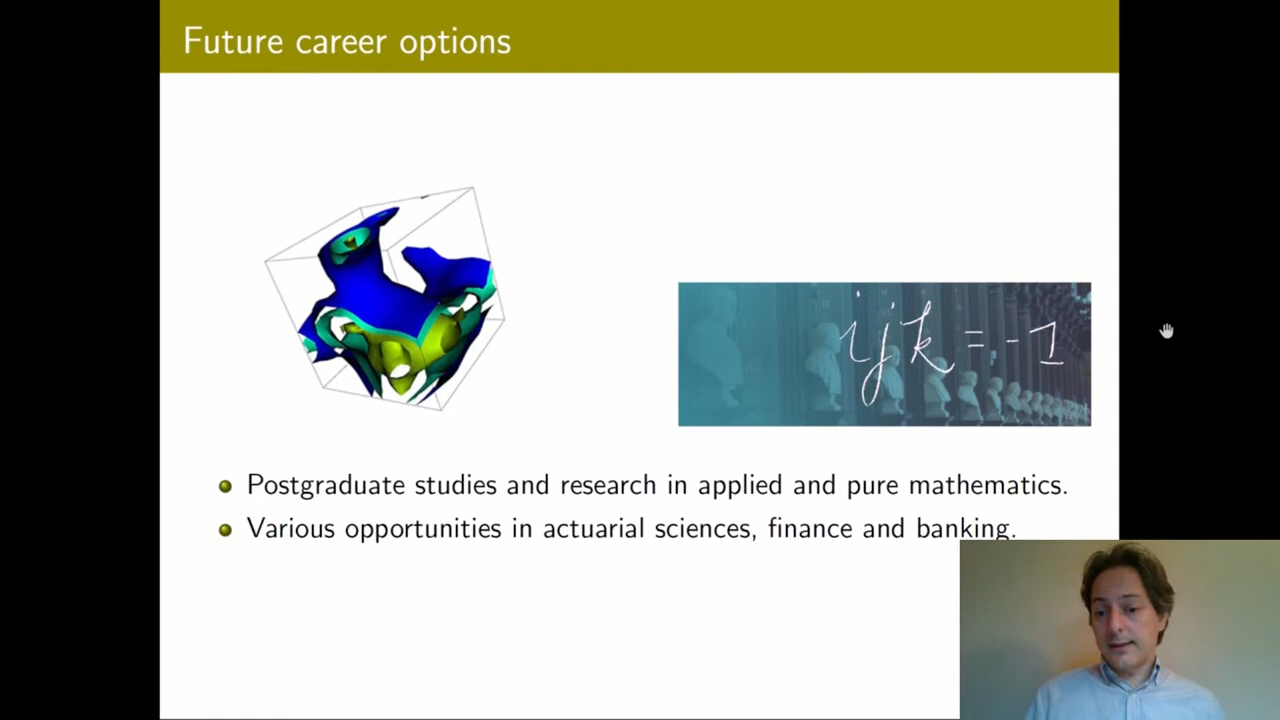 Future career options
ijk = -1
Postgraduate studies and research in applied and pure mathematics.
Various opportunities in actuarial sciences, finance and banking.